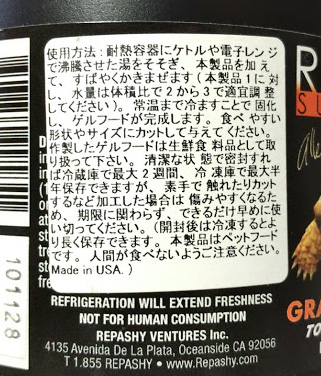 使用方法：耐熱容器にケトルや電子レンジ
で沸騰させた湯をそそぎ、本製品を加え
て、すばやくかきまぜます（本製品1に対
し、水量は体積比で2から3で適宜調整
してください）。常温まで冷ますことで 固化
し、ゲルフードが完成します。食べ やすい
形状やサイズにカットして与えてください。
作製したゲルフードは生鮮食 料品として取
り扱って下さい。 清潔な状 態で密封すれ
ば冷蔵庫で最大2週間、冷 凍庫で最大半
年保存できますが、素手で 触れたりカット
するなど加工した場合は 傷みやすくなるた
め、期限に関わらず、できるだけ早めに使
い切ってください。（開封後は冷凍するとよ
り長く保存できます。 本製品はペットフード
です。人間が食べないようご注意ください。
Made in USA. ）
REFRIGERATION WILL EXTEND FRESHNESS
NOT FOR HUMAN CONSUMPTION
REPASHY VENTURES Inc.
4135 Avenida De La Plata, Oceanside CA 92056
T 1.855 REPASHY • www.Repashy.com
101128
R
SU
GRA
TO